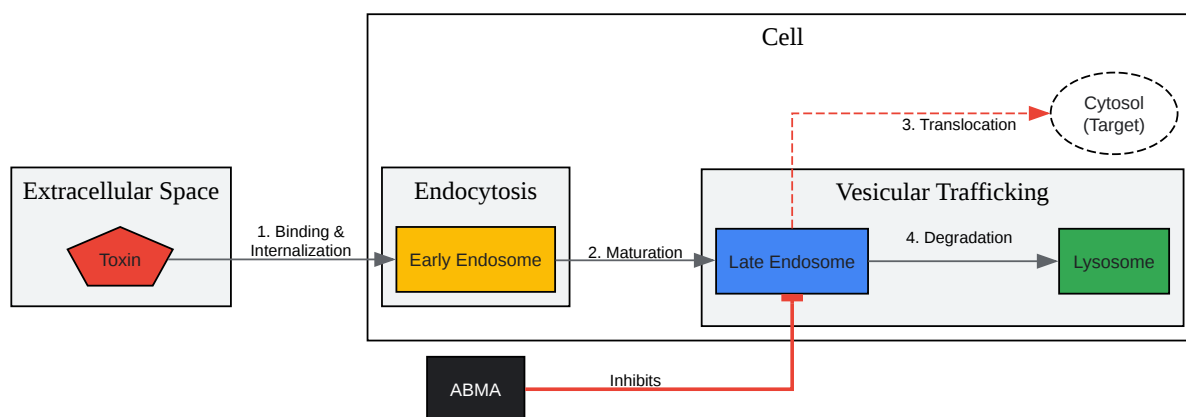 Cell
Extracellular Space
Toxin
1. Binding &
Internalization
Endocytosis
Early Endosome
2. Maturation
Vesicular Trafficking
Late Endosome
3. Translocation
Cytosol
(Target)
4. Degradation
Lysosome
ABMA
Inhibits